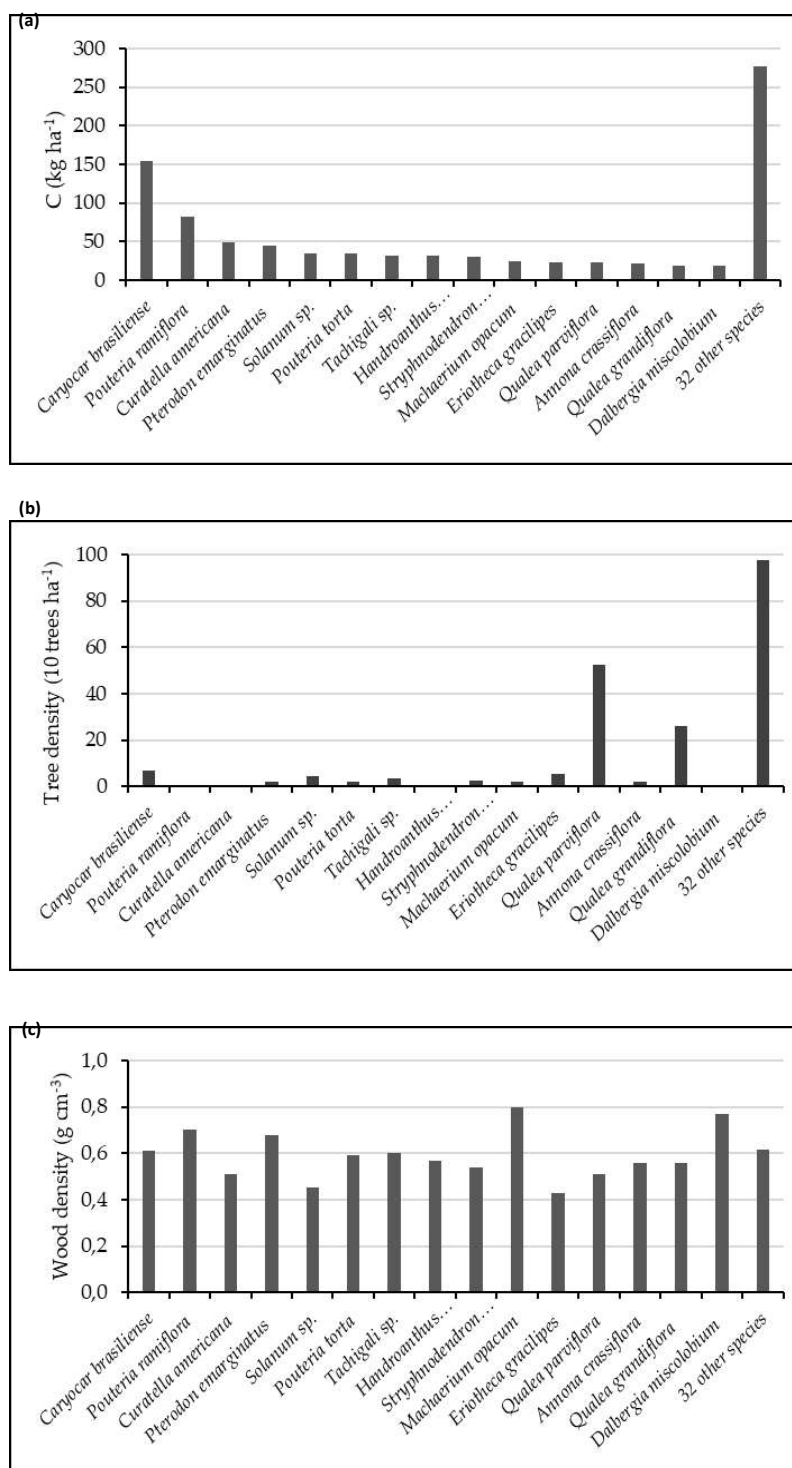 (a)
C (kg ha⁻¹)
300
250
200
150
100
50
0
Caryocar brasiliense
Pouteria ramiflora
Curatella americana
Pterodon emarginatus
Solanum sp.
Pouteria torta
Tachigali sp.
Handroanthus…
Stryphnodendron…
Machaerium opacum
Eriotheca gracilipes
Qualea parviflora
Annona crassiflora
Qualea grandiflora
Dalbergia miscolobium
32 other species
(b)
Tree density (10 trees ha⁻¹)
100
80
60
40
20
0
Caryocar brasiliense
Pouteria ramiflora
Curatella americana
Pterodon emarginatus
Solanum sp.
Pouteria torta
Tachigali sp.
Handroanthus…
Stryphnodendron…
Machaerium opacum
Eriotheca gracilipes
Qualea parviflora
Annona crassiflora
Qualea grandiflora
Dalbergia miscolobium
32 other species
(c)
Wood density (g cm⁻³)
1,0
0,8
0,6
0,4
0,2
0,0
Caryocar brasiliense
Pouteria ramiflora
Curatella americana
Pterodon emarginatus
Solanum sp.
Pouteria torta
Tachigali sp.
Handroanthus…
Stryphnodendron…
Machaerium opacum
Eriotheca gracilipes
Qualea parviflora
Annona crassiflora
Qualea grandiflora
Dalbergia miscolobium
32 other species